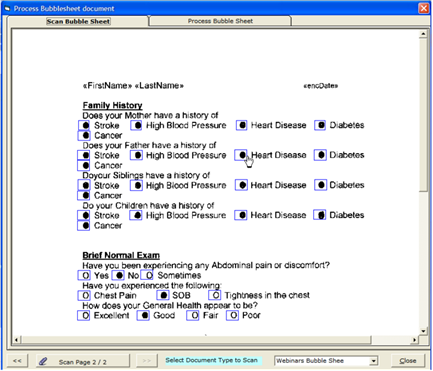 Process Bubblesheet document
Scan Bubble Sheet Process Bubble Sheet
«FirstName» «LastName» «encDate»
Family History
Does your Mother have a history of
Stroke High Blood Pressure Heart Disease Diabetes
Cancer
Does your Father have a history of
Stroke High Blood Pressure Heart Disease Diabetes
Cancer
Doyour Siblings have a history of
Stroke High Blood Pressure Heart Disease Diabetes
Cancer
Do your Children have a history of
Stroke High Blood Pressure Heart Disease Diabetes
Cancer
Brief Normal Exam
Have you been experiencing any Abdominal pain or discomfort?
Yes No Sometimes
Have you experienced the following:
Chest Pain SOB Tightness in the chest
How does your General Health appear to be?
Excellent Good Fair Poor
<< Scan Page 2 / 2 >> Select Document Type to Scan Webinars Bubble Shee Close